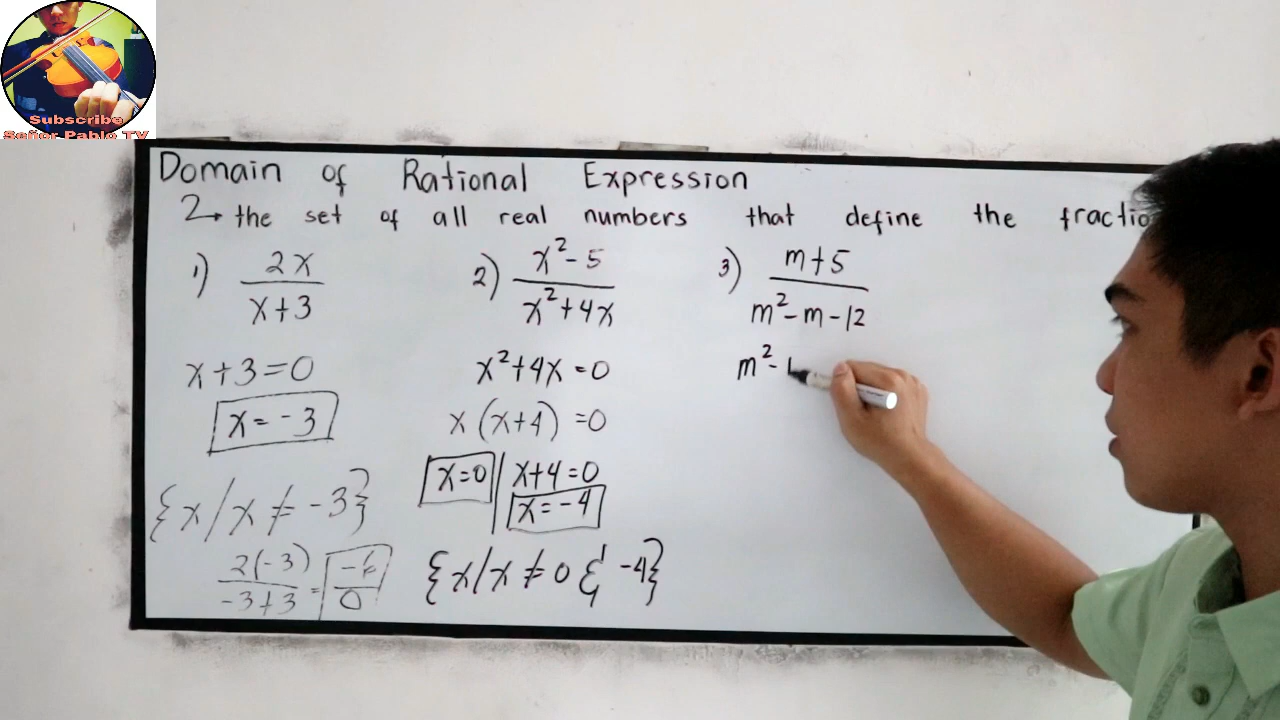 Subscribe
Señor Pablo TV
Domain of Rational Expression
→ the set of all real numbers that define the fractio
1) 2x
x+3
x+3=0
x=-3
{x/x ≠ -3}
2(-3)
-3+3
= -6
0
2) x²-5
x²+4x
x²+4x=0
x(x+4)=0
x=0 | x+4=0
x=-4
{x/x ≠ 0 & -4}
3) m+5
m²-m-12
m²-